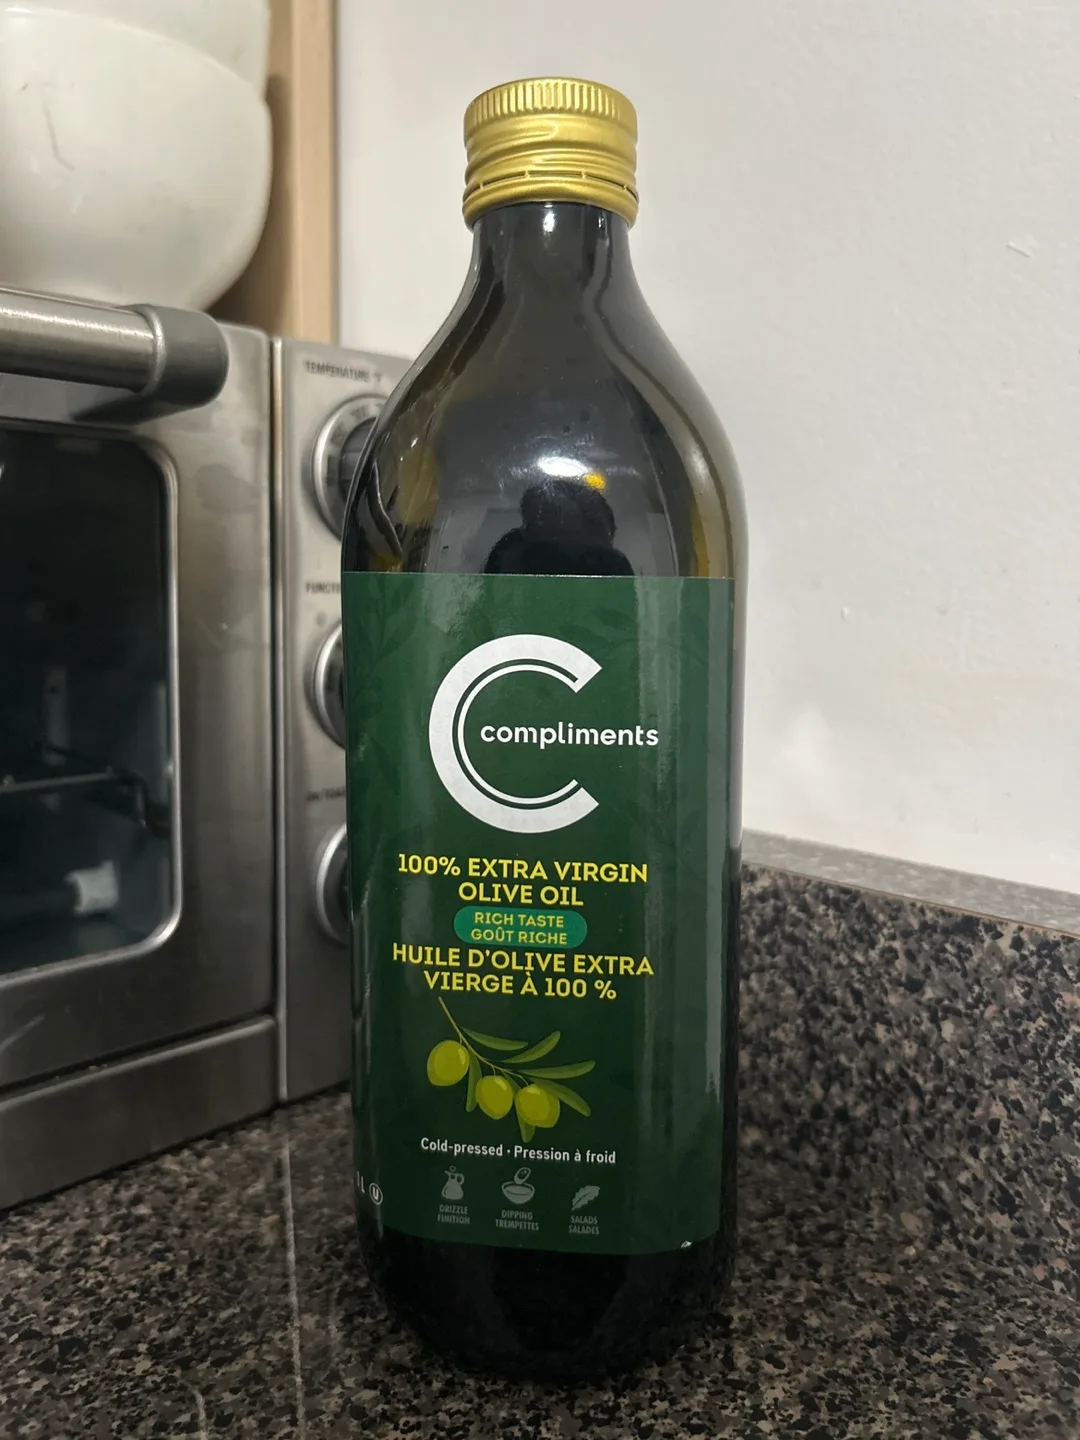 TEMPERATURE °F
compliments
100% EXTRA VIRGIN
OLIVE OIL
RICH TASTE
GOÛT RICHE
HUILE D'OLIVE EXTRA
VIERGE À 100 %
Cold-pressed · Pression à froid
1L U
DRIZZLE
FINITION
DIPPING
TREMPETTES
SALADS
SALADES